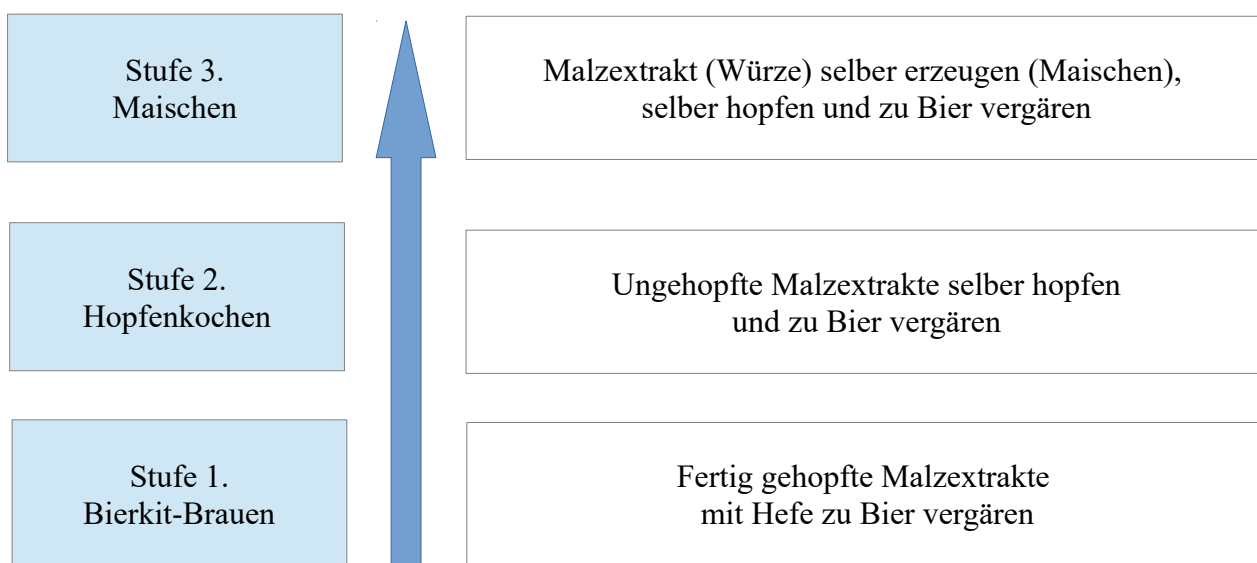 Stufe 3.
Maischen
Malzextrakt (Würze) selber erzeugen (Maischen),
selber hopfen und zu Bier vergären
Stufe 2.
Hopfenkochen
Ungehopfte Malzextrakte selber hopfen
und zu Bier vergären
Stufe 1.
Bierkit-Brauen
Fertig gehopfte Malzextrakte
mit Hefe zu Bier vergären